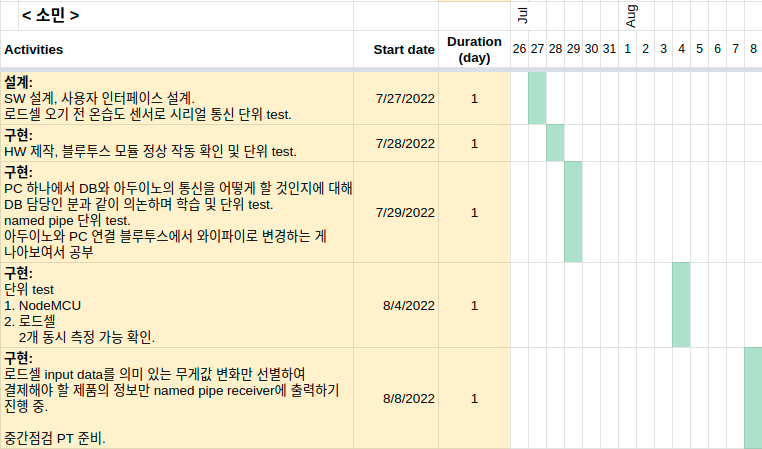 < 소민 >
Jul
Aug
Activities
Start date
Duration
(day)
26 27 28 29 30 31 1 2 3 4 5 6 7 8
설계:
SW 설계, 사용자 인터페이스 설계.
로드셀 오기 전 온습도 센서로 시리얼 통신 단위 test.
7/27/2022
1
구현:
HW 제작, 블루투스 모듈 정상 작동 확인 및 단위 test.
7/28/2022
1
구현:
PC 하나에서 DB와 아두이노의 통신을 어떻게 할 것인지에 대해
DB 담당인 분과 같이 의논하며 학습 및 단위 test.
named pipe 단위 test.
아두이노와 PC 연결 블루투스에서 와이파이로 변경하는 게
나아보여서 공부
7/29/2022
1
구현:
단위 test
1. NodeMCU
2. 로드셀
2개 동시 측정 가능 확인.
8/4/2022
1
구현:
로드셀 input data를 의미 있는 무게값 변화만 선별하여
결제해야 할 제품의 정보만 named pipe receiver에 출력하기
진행 중.
중간점검 PT 준비.
8/8/2022
1